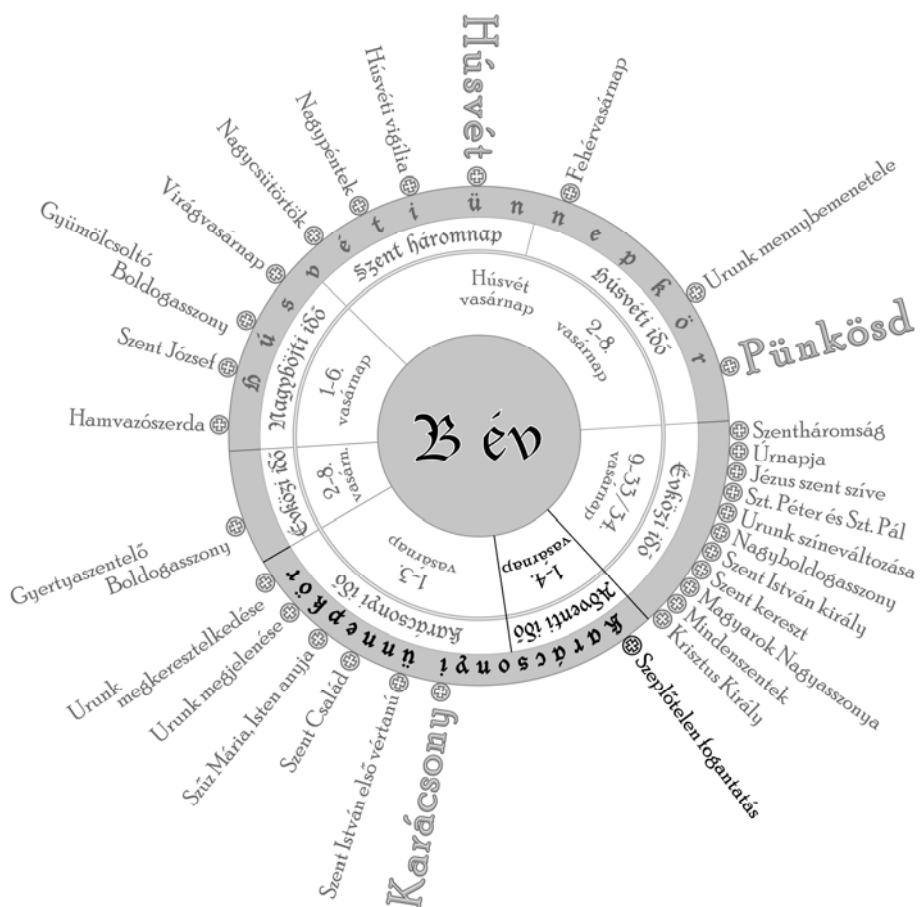 Húsvét
Fehérvasárnap
Urunk mennybemenetele
Pünkösd
Szentháromság
Úrnapja
Jézus szent szíve
Szt. Péter és Szt. Pál
Urunk színeváltozása
Nagyboldogasszony
Szent István király
Szent kereszt
Magyarok Nagyasszonya
Mindenszentek
Krisztus Király
Szeplőtelen fogantatás
Karácsony
Szent István első vértanú
Szent Család
Szűz Mária, Isten anyja
Urunk megjelenése
Urunk
megkeresztelkedése
Gyertyaszentelő
Boldogasszony
Hamvazószerda
Szent József
Gyümölcsoltó
Boldogasszony
Virágvasárnap
Nagycsütörtök
Nagypéntek
Húsvéti vigília
Húsvéti ünnepkör
Karácsonyi ünnepkör
Szent háromnap
Húsvéti idő
Évközi idő
Adventi idő
Karácsonyi idő
Évközi idő
Nagyböjti idő
Húsvét
vasárnap
2-8.
vasárnap
9-33/34.
vasárnap
1-4.
vasárnap
1-3.
vasárnap
2-8.
vasárn.
1-6.
vasárnap
B év